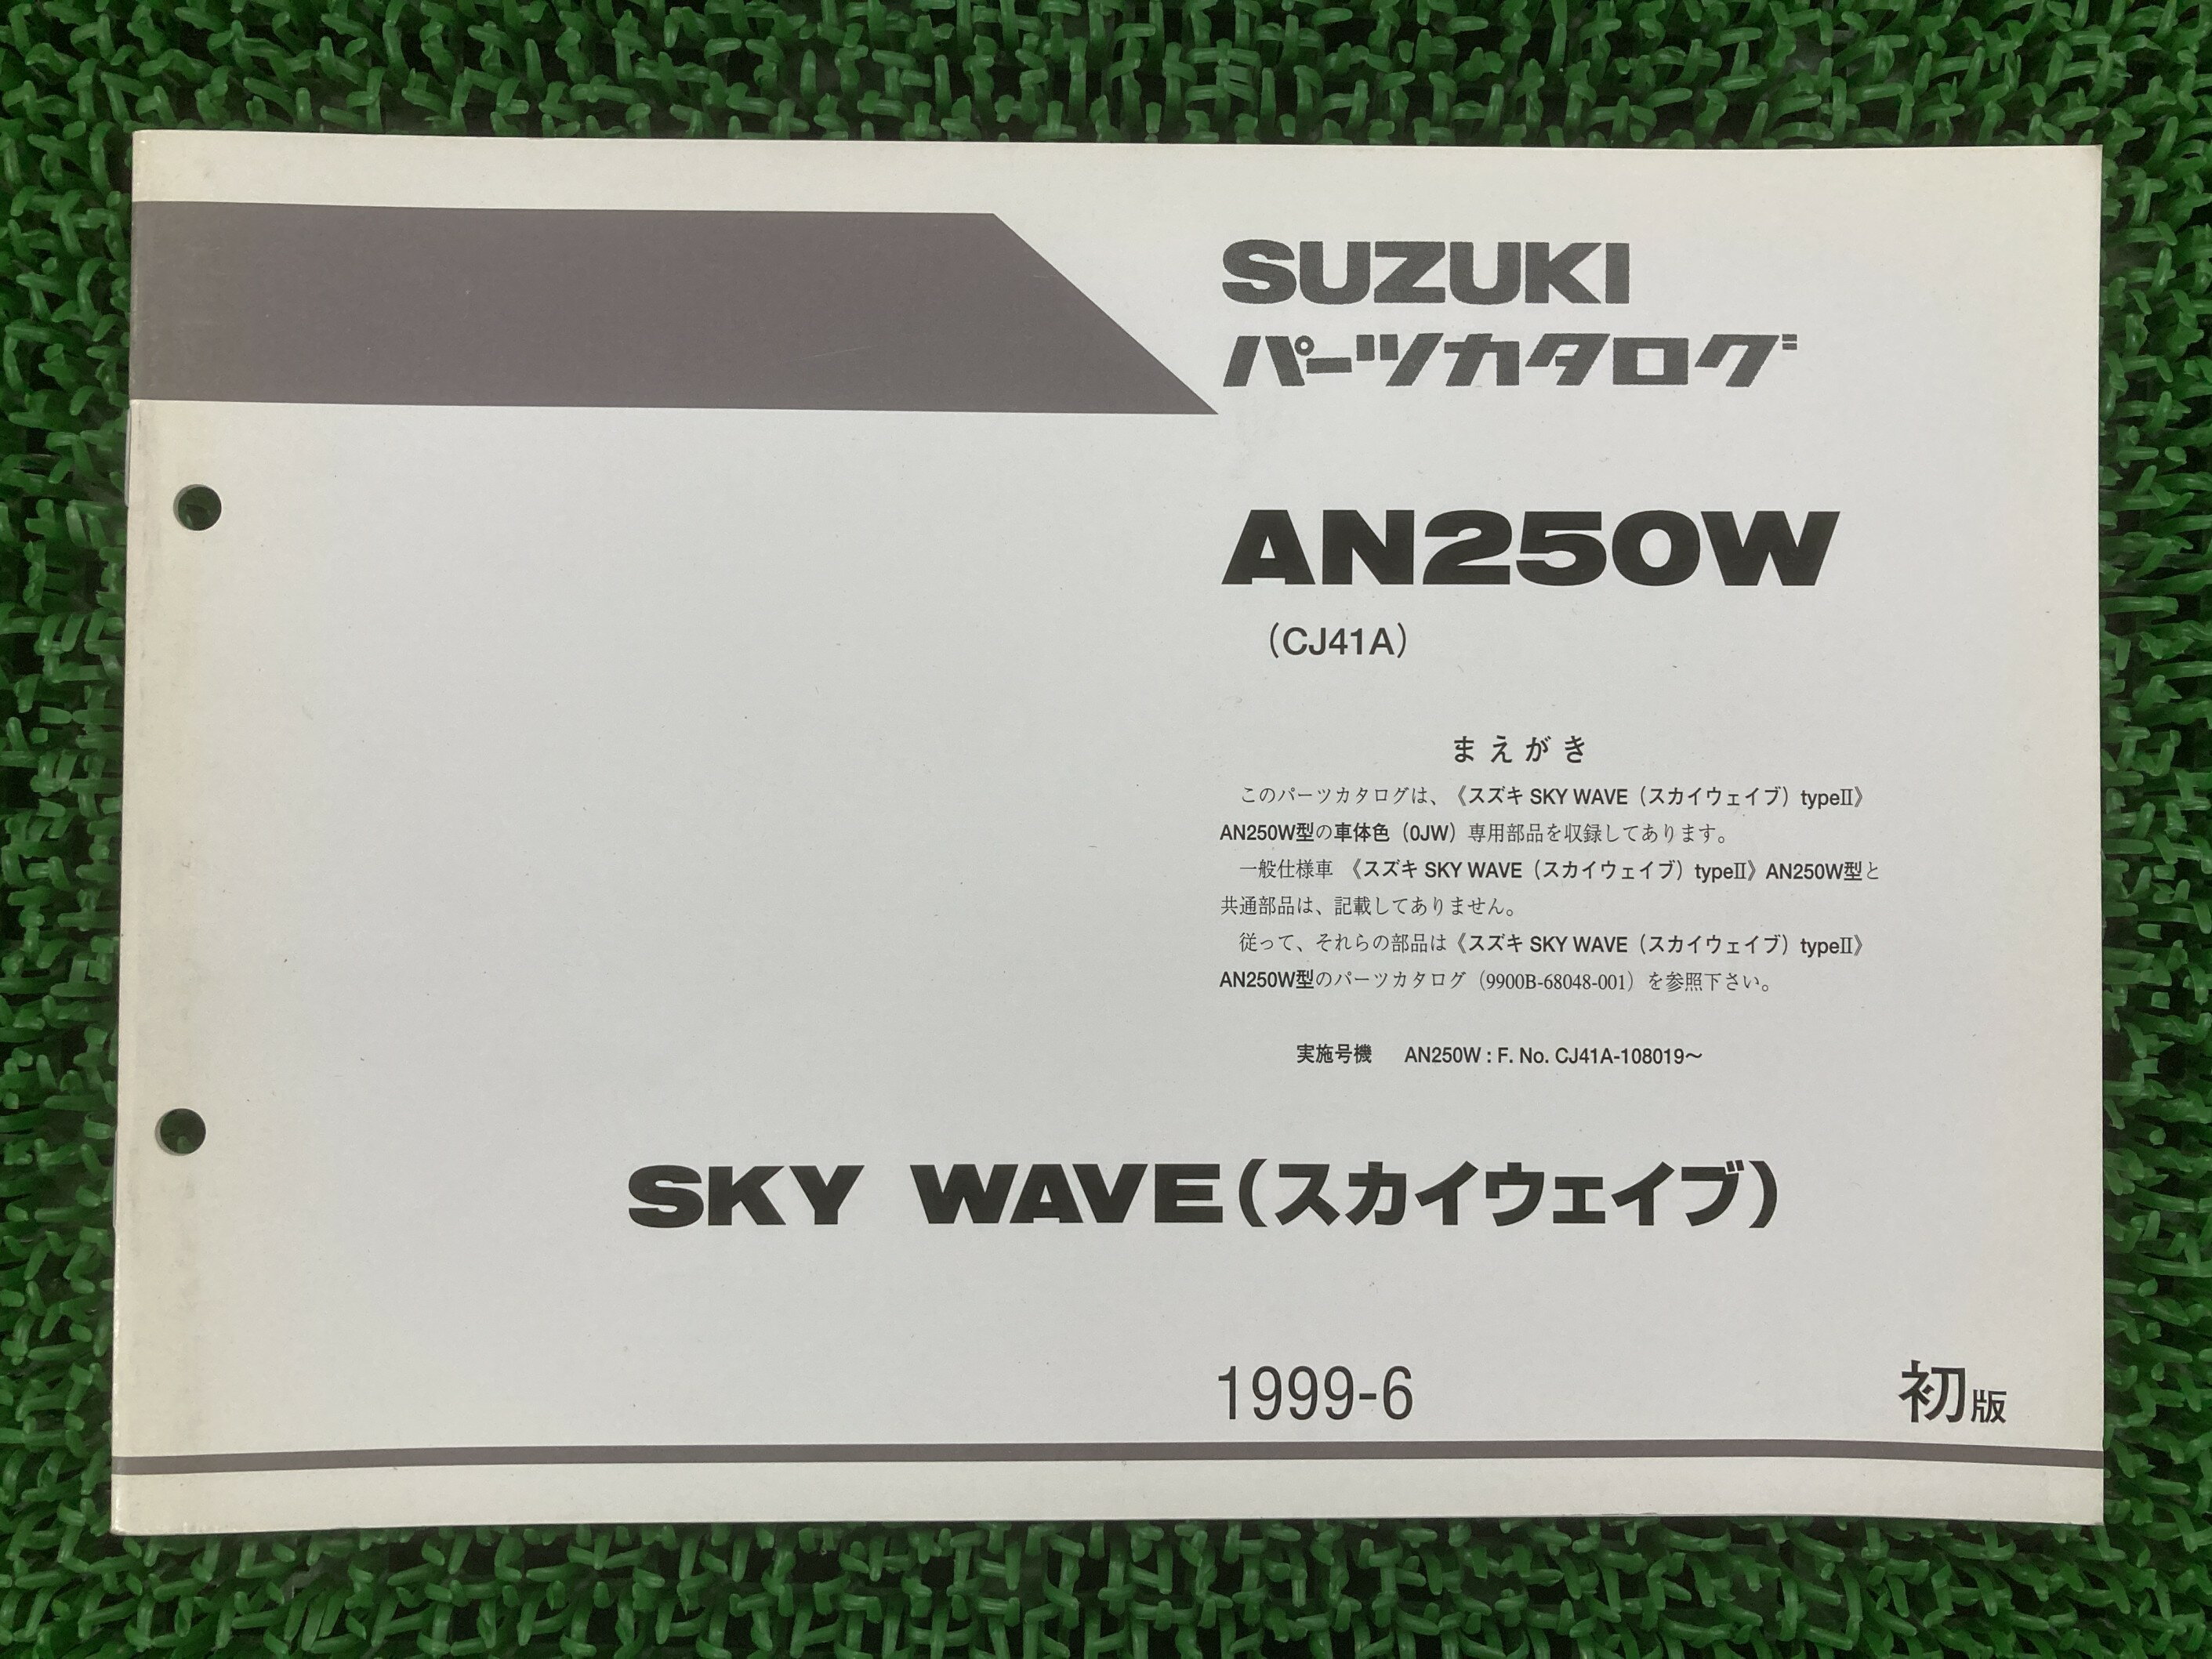 SUZUKI
パーツカタログ
AN250W
（CJ41A）
まえがき
このパーツカタログは、《スズキ SKY WAVE（スカイウェイブ）typeⅡ》
AN250W型の車体色（0JW）専用部品を収録してあります。
一般仕様車 《スズキ SKY WAVE（スカイウェイブ）typeⅡ》AN250W型と
共通部品は、記載してありません。
従って、それらの部品は《スズキ SKY WAVE（スカイウェイブ）typeⅡ》
AN250W型のパーツカタログ（9900B-68048-001）を参照下さい。
実施号機 AN250W : F. No. CJ41A-108019～
SKY WAVE（スカイウェイブ）
1999-6 初版